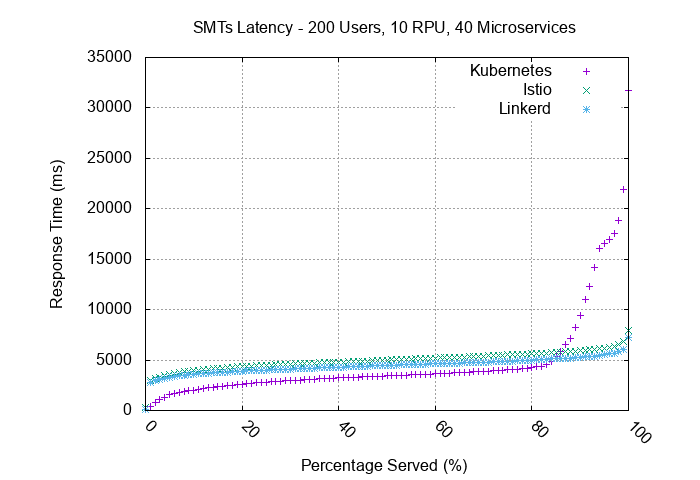 SMTs Latency - 200 Users, 10 RPU, 40 Microservices
35000
30000
25000
20000
15000
10000
5000
0
Response Time (ms)
Kubernetes
Istio
Linkerd
0
20
40
60
80
100
Percentage Served (%)